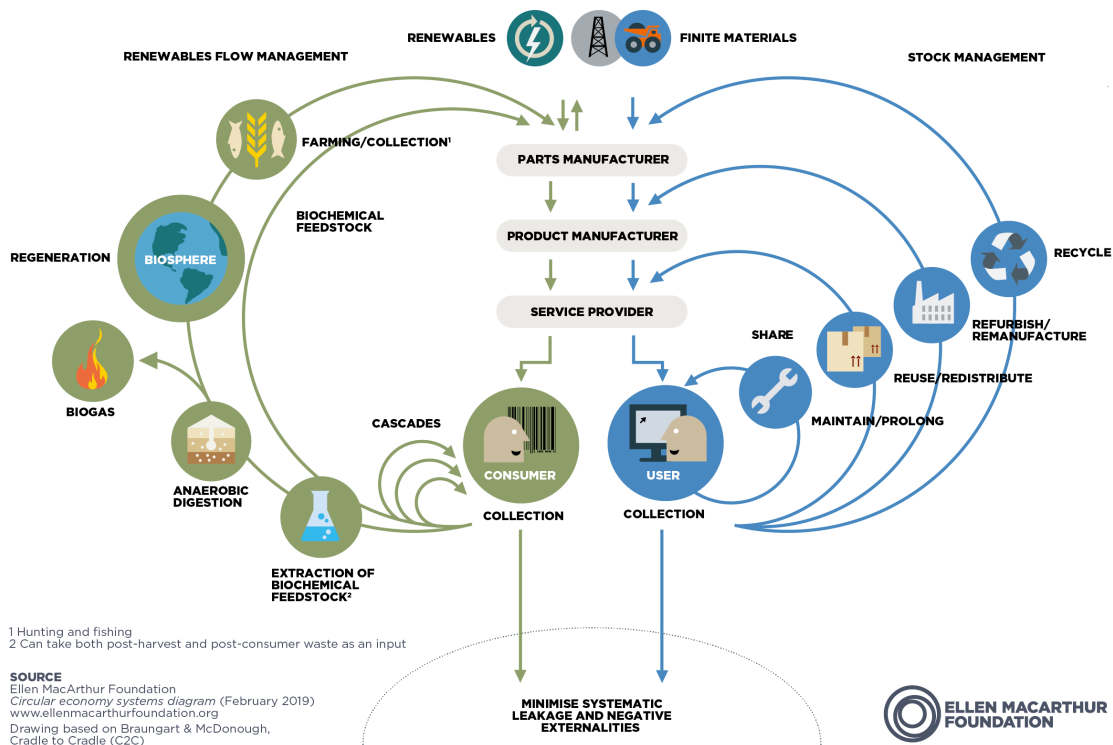 RENEWABLES
FINITE MATERIALS
RENEWABLES FLOW MANAGEMENT
STOCK MANAGEMENT
FARMING/COLLECTION¹
PARTS MANUFACTURER
BIOCHEMICAL
FEEDSTOCK
PRODUCT MANUFACTURER
REGENERATION
BIOSPHERE
RECYCLE
SERVICE PROVIDER
SHARE
REFURBISH/
REMANUFACTURE
REUSE/REDISTRIBUTE
BIOGAS
CASCADES
MAINTAIN/PROLONG
CONSUMER
USER
ANAEROBIC
DIGESTION
COLLECTION
COLLECTION
EXTRACTION OF
BIOCHEMICAL
FEEDSTOCK²
1 Hunting and fishing
2 Can take both post-harvest and post-consumer waste as an input
SOURCE
Ellen MacArthur Foundation
Circular economy systems diagram (February 2019)
www.ellenmacarthurfoundation.org
Drawing based on Braungart & McDonough,
Cradle to Cradle (C2C)
MINIMISE SYSTEMATIC
LEAKAGE AND NEGATIVE
EXTERNALITIES
ELLEN MACARTHUR
FOUNDATION